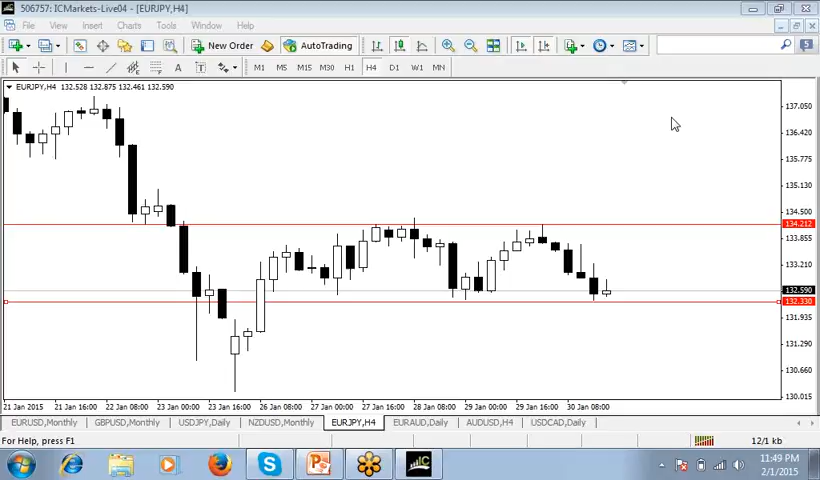 506757: ICMarkets-Live04 - [EURJPY,H4]
File View Insert Charts Tools Window Help
New Order AutoTrading 5
A T M1 M5 M15 M30 H1 H4 D1 W1 MN
EURJPY,H4 132.528 132.875 132.461 132.590
137.050
136.420
135.775
135.130
134.500
134.212
133.855
133.210
132.590
132.330
131.935
131.290
130.660
130.015
21 Jan 2015 21 Jan 16:00 22 Jan 08:00 23 Jan 00:00 23 Jan 16:00 26 Jan 08:00 27 Jan 00:00 27 Jan 16:00 28 Jan 08:00 29 Jan 00:00 29 Jan 16:00 30 Jan 08:00
EURUSD,Monthly GBPUSD,Monthly USDJPY,Daily NZDUSD,Monthly EURJPY,H4 EURAUD,Daily AUDUSD,H4 USDCAD,Daily
For Help, press F1 12/1 kb
11:49 PM
2/1/2015